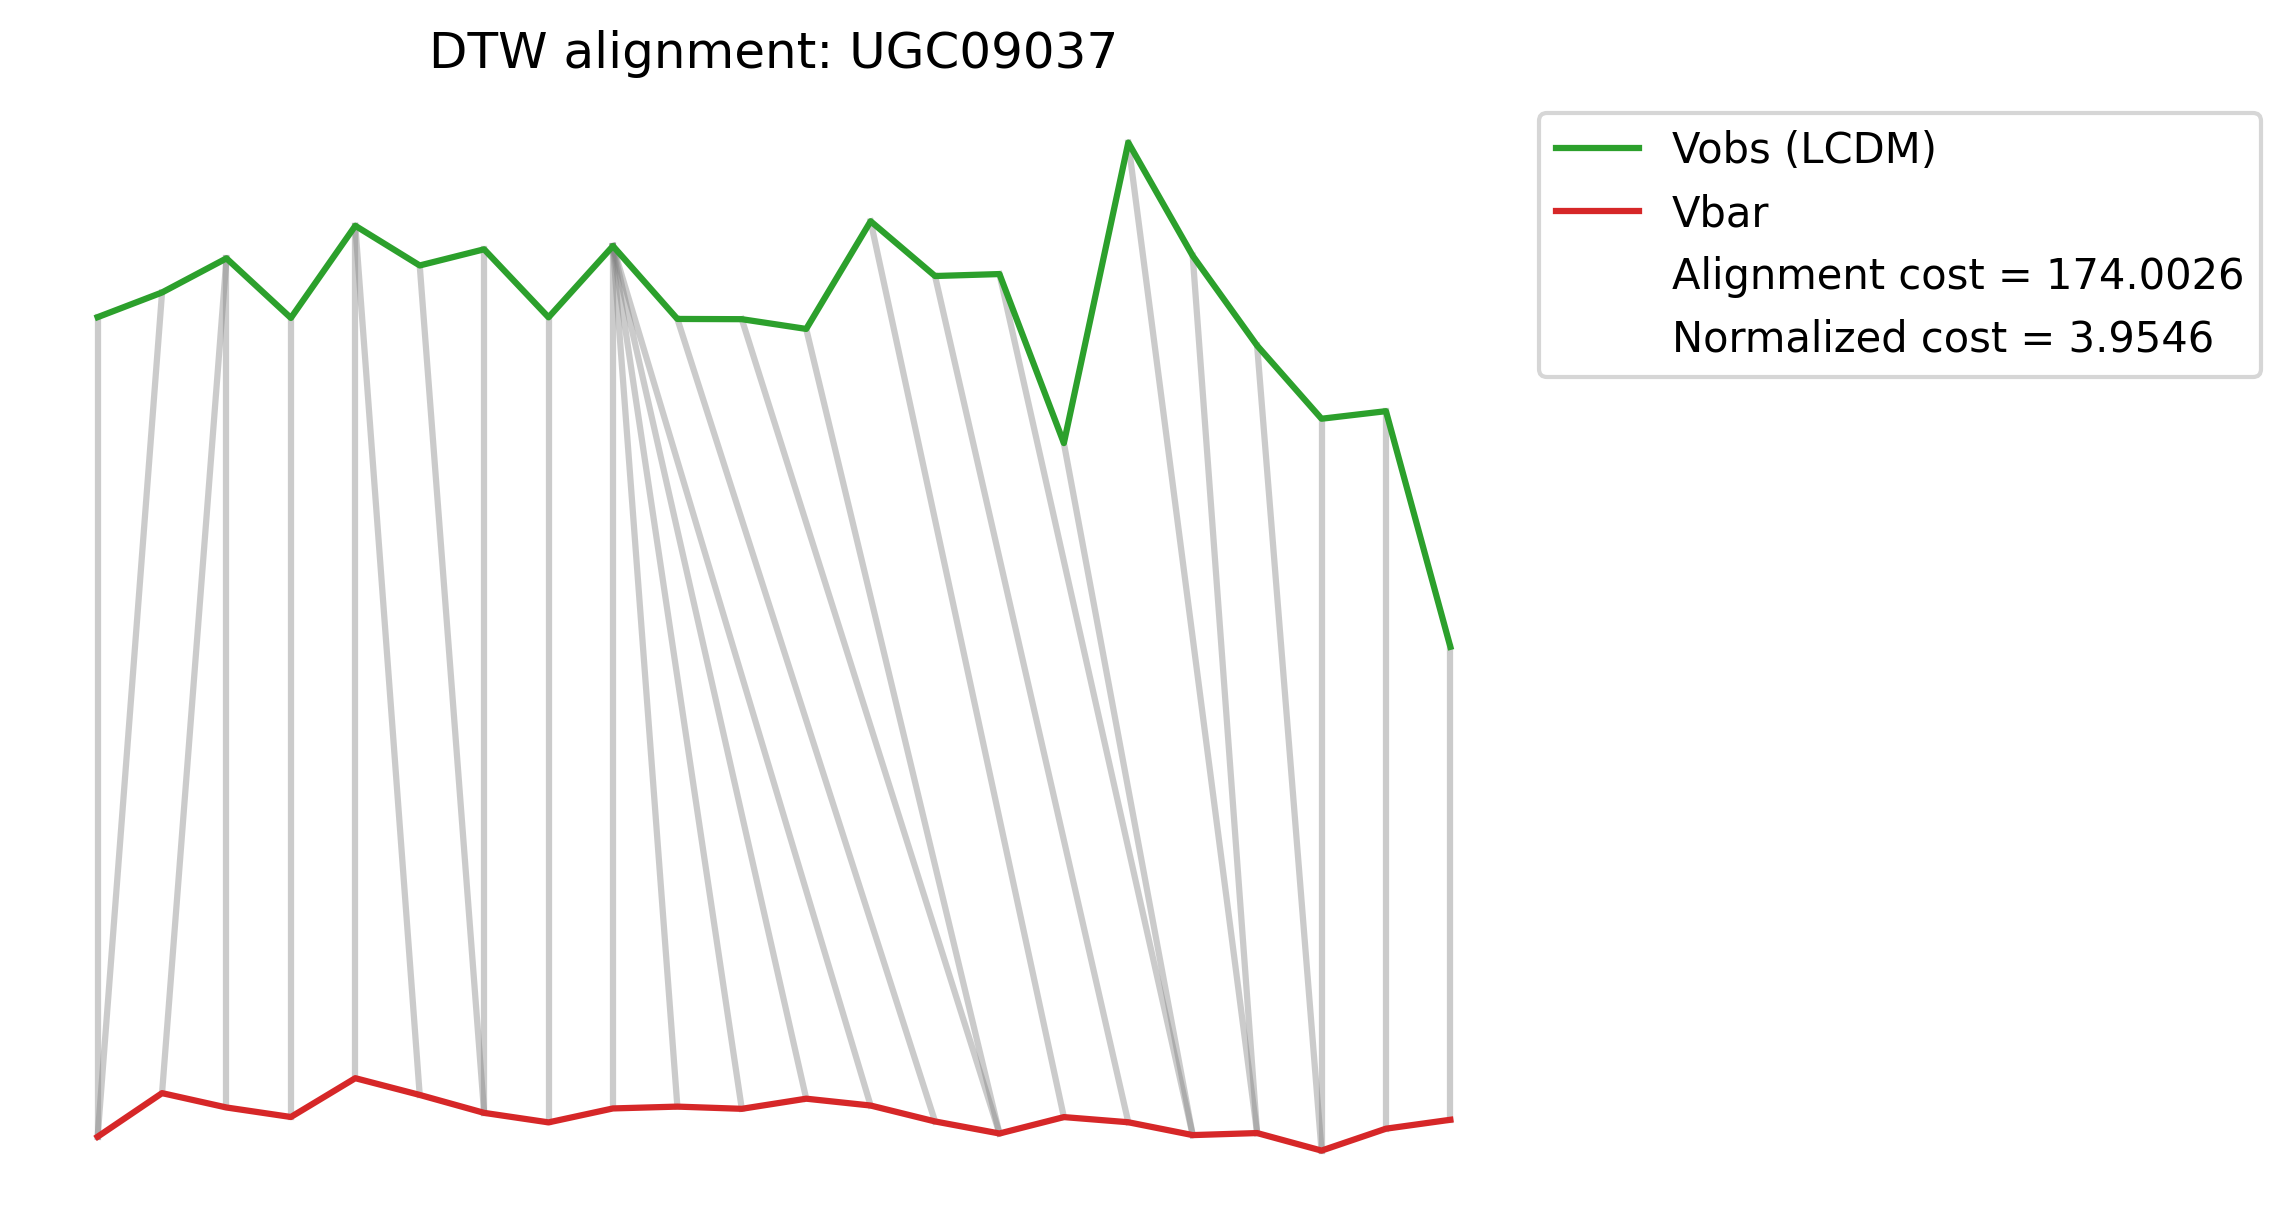 DTW alignment: UGC09037
Vobs (LCDM)
Vbar
Alignment cost = 174.0026
Normalized cost = 3.9546